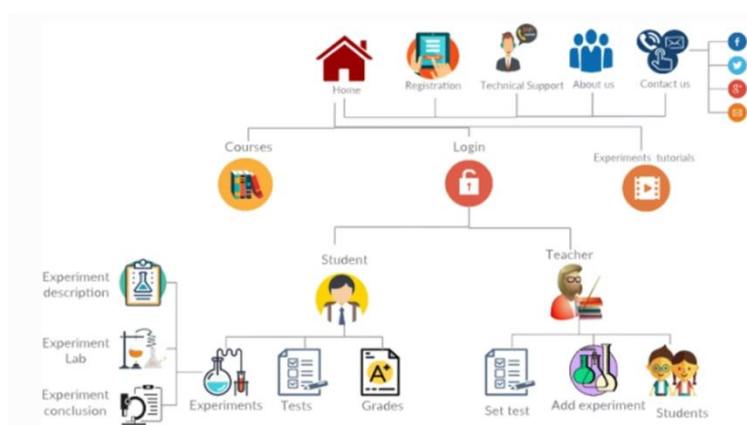 Home
Registration
Technical Support
About us
Contact us
Courses
Login
Experiments tutorials
Student
Teacher
Experiment
description
Experiment
Lab
Experiment
conclusion
Experiments
Tests
Grades
A+
Set test
Add experiment
Students